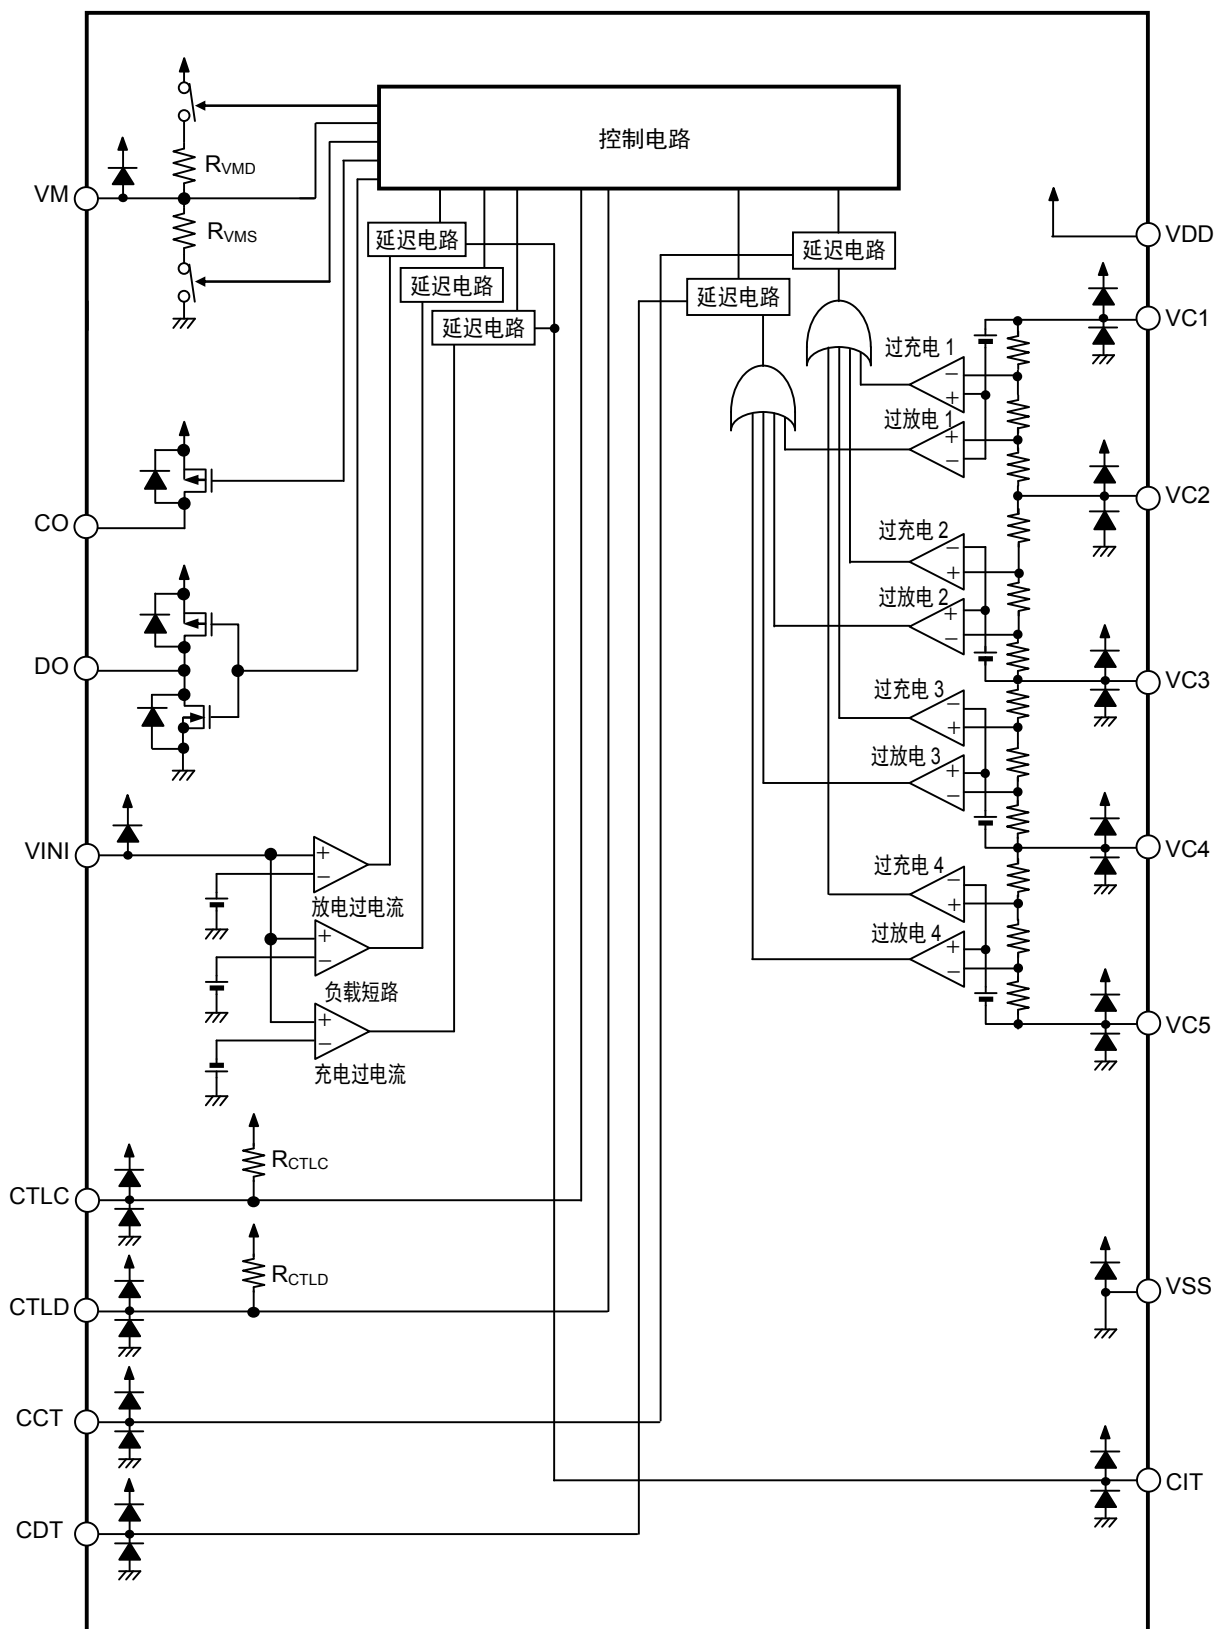 控制电路
RVMD
VM
RVMS
延迟电路
延迟电路
VDD
延迟电路
延迟电路
延迟电路
VC1
过充电 1
− +
过放电 1
+ −
VC2
CO
过充电 2
− +
过放电 2
+ −
DO
VC3
过充电 3
− +
过放电 3
+ −
VINI
VC4
+ −
放电过电流
过充电 4
− +
过放电 4
+ −
+ −
负载短路
VC5
+ −
充电过电流
RCTLC
CTLC
RCTLD
CTLD
VSS
CCT
CIT
CDT